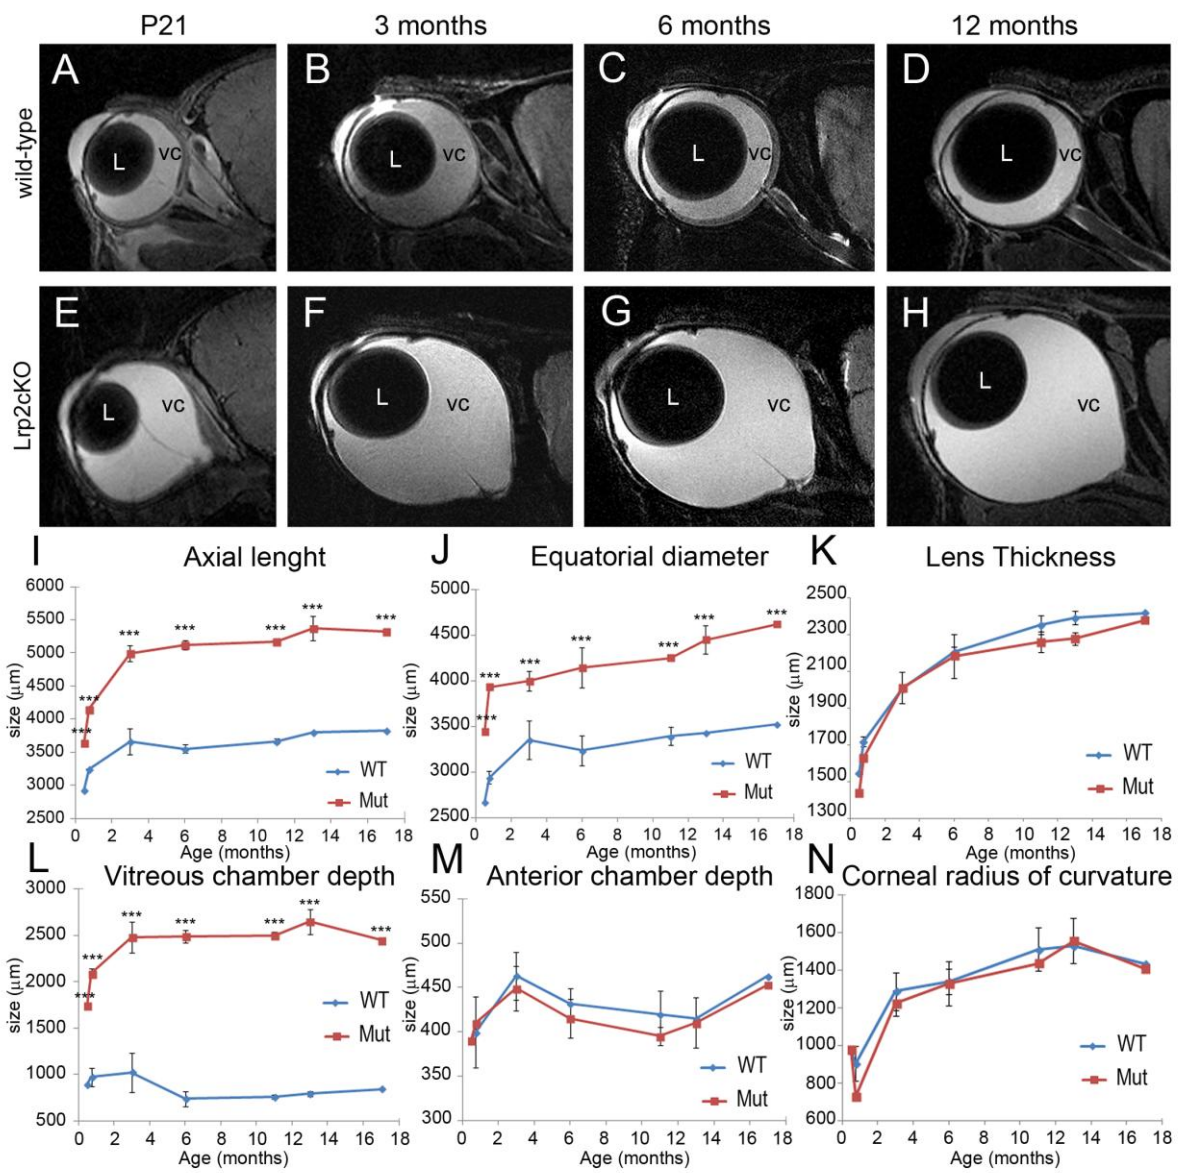 P21 3 months 6 months 12 months
wild-type
A B C D
L vc L vc L vc L vc
Lrp2cKO
E F G H
L vc L vc L vc L vc
I Axial lenght
size (µm)
6000
5500
5000
4500
4000
3500
3000
2500
*** *** *** *** *** *** ***
WT
Mut
0 2 4 6 8 10 12 14 16 18
Age (months)
J Equatorial diameter
size (µm)
5000
4500
4000
3500
3000
2500
*** *** *** *** *** *** ***
WT
Mut
0 2 4 6 8 10 12 14 16 18
Age (months)
K Lens Thickness
size (µm)
2500
2300
2100
1900
1700
1500
1300
WT
Mut
0 2 4 6 8 10 12 14 16 18
Age (months)
L Vitreous chamber depth
size (µm)
3000
2500
2000
1500
1000
500
*** *** *** *** *** *** ***
WT
Mut
0 2 4 6 8 10 12 14 16 18
Age (months)
M Anterior chamber depth
size (µm)
550
500
450
400
350
300
WT
Mut
0 2 4 6 8 10 12 14 16 18
Age (months)
N Corneal radius of curvature
size (µm)
1800
1600
1400
1200
1000
800
600
WT
Mut
0 2 4 6 8 10 12 14 16 18
Age (months)